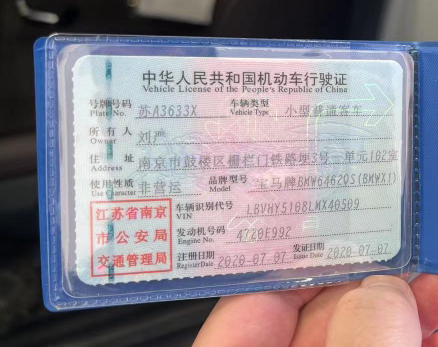 中华人民共和国机动车行驶证
Vehicle License of the People's Republic of China
号牌号码 Plate No. 苏A3633X 车辆类型 Vehicle Type 小型普通客车
所有人 Owner 刘严
住址 Address 南京市鼓楼区栅栏门铁路埂3号一单元102室
使用性质 Use Character 非营运 品牌型号 Model 宝马牌BMW6462QS(BMWX1)
江苏省南京市公安局交通管理局
车辆识别代号 VIN
发动机号码 Engine No. 4720E992
注册日期 Register Date 2020-07-07 发证日期 Issue Date 2020-07-07